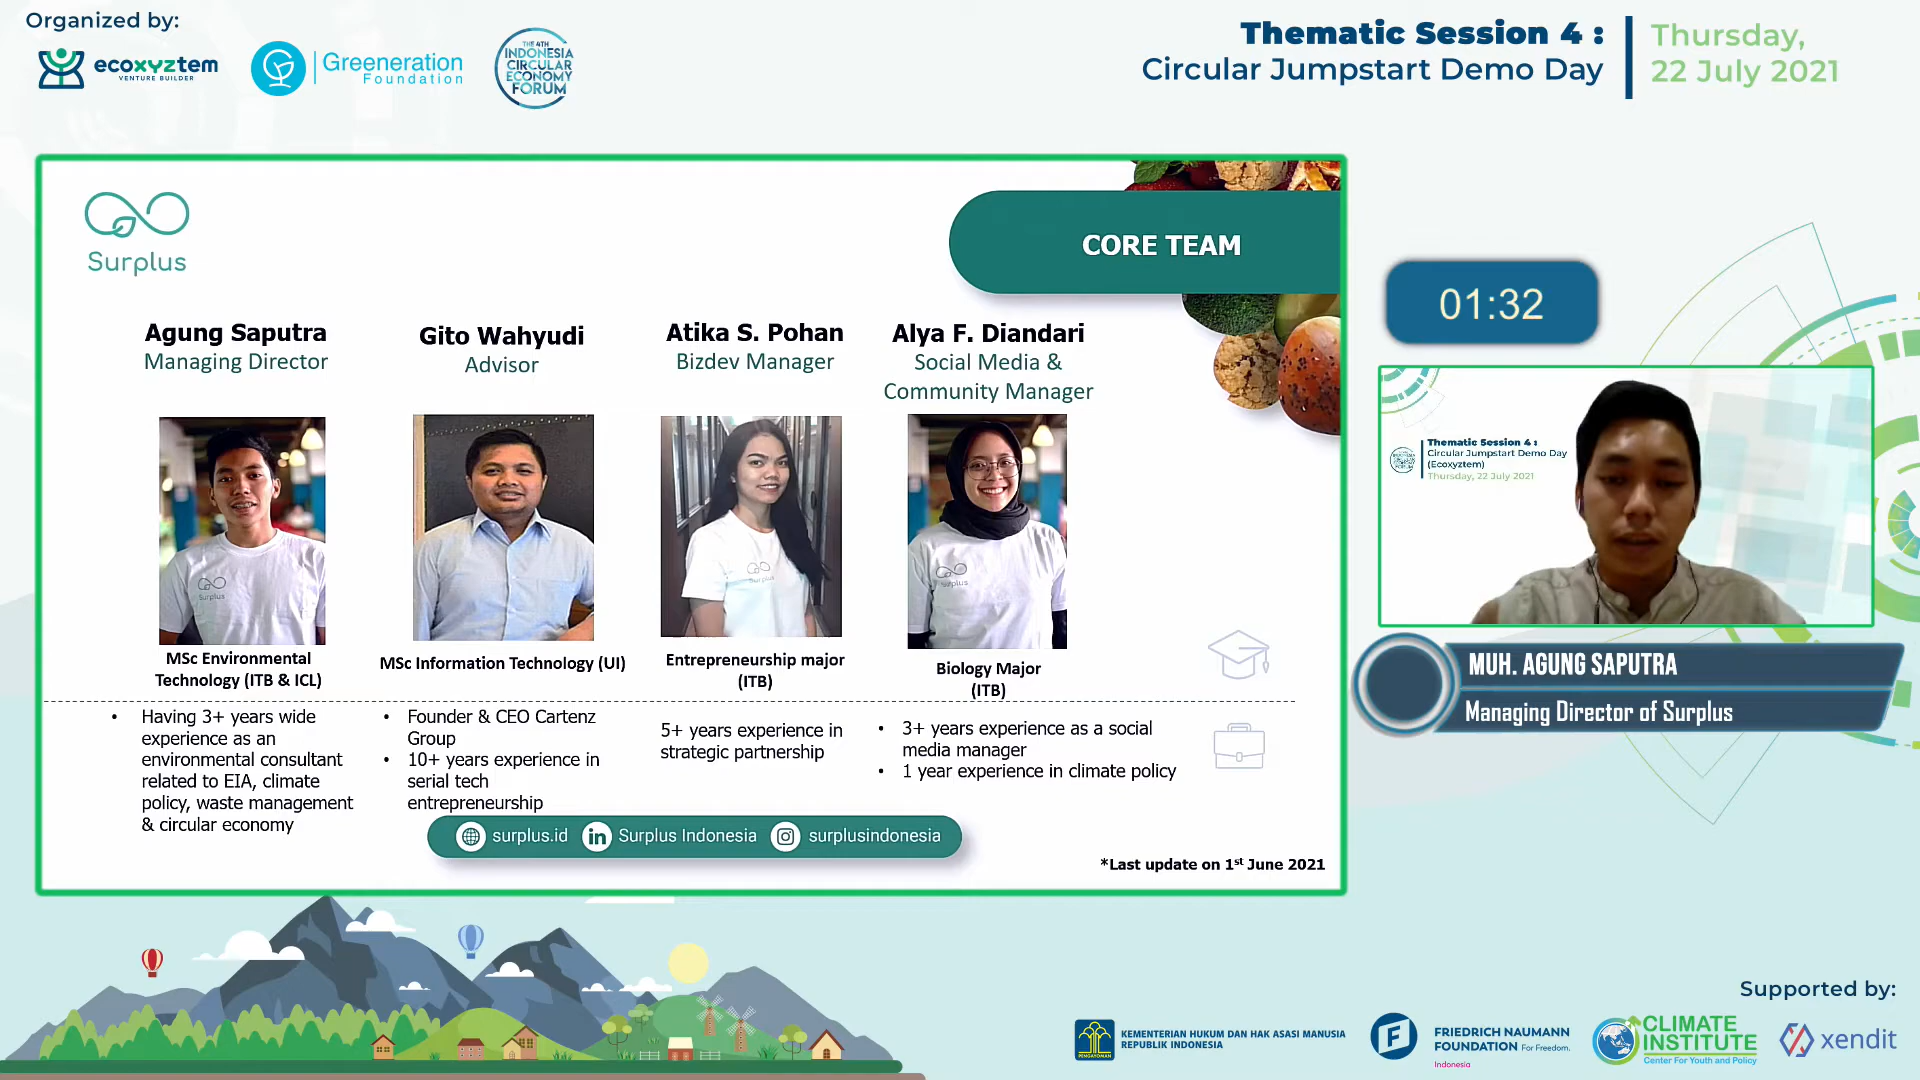 Organized by:
ecoxyztem
VENTURE BUILDER
Greeneration
Foundation
THE 4TH
INDONESIA
CIRCULAR
ECONOMY
FORUM
Thematic Session 4 :
Circular Jumpstart Demo Day
Thursday,
22 July 2021
Surplus
CORE TEAM
Agung Saputra
Managing Director
Gito Wahyudi
Advisor
Atika S. Pohan
Bizdev Manager
Alya F. Diandari
Social Media &
Community Manager
Surplus
Surplus
Surplus
MSc Environmental
Technology (ITB & ICL)
MSc Information Technology (UI)
Entrepreneurship major
(ITB)
Biology Major
(ITB)
• Having 3+ years wide
experience as an
environmental consultant
related to EIA, climate
policy, waste management
& circular economy
• Founder & CEO Cartenz
Group
• 10+ years experience in
serial tech
entrepreneurship
5+ years experience in
strategic partnership
• 3+ years experience as a social
media manager
• 1 year experience in climate policy
surplus.id
Surplus Indonesia
surplusindonesia
*Last update on 1st June 2021
01:32
INDONESIA
CIRCULAR
ECONOMY
FORUM
Thematic Session 4 :
Circular Jumpstart Demo Day
(Ecoxyztem)
Thursday, 22 July 2021
MUH. AGUNG SAPUTRA
Managing Director of Surplus
Supported by:
PENGAYOMAN
KEMENTERIAN HUKUM DAN HAK ASASI MANUSIA
REPUBLIK INDONESIA
FRIEDRICH NAUMANN
FOUNDATION For Freedom.
Indonesia
CLIMATE
INSTITUTE
Center For Youth and Policy
xendit